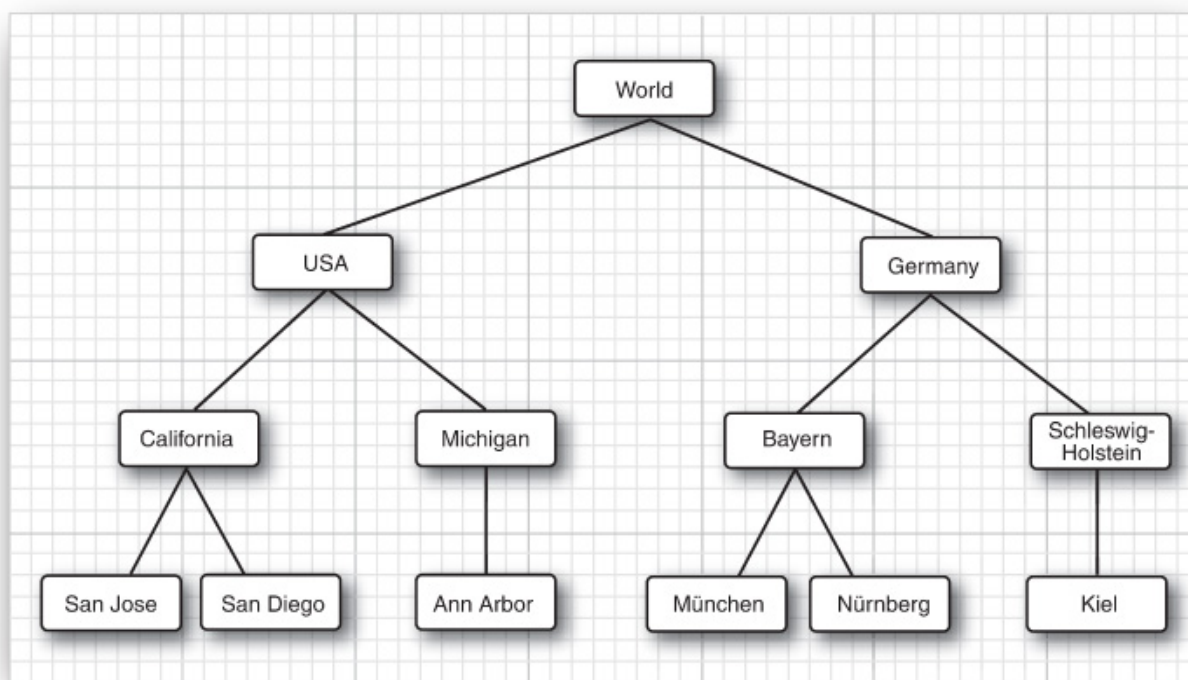 World
USA
Germany
California
Michigan
Bayern
Schleswig-
Holstein
San Jose
San Diego
Ann Arbor
München
Nürnberg
Kiel